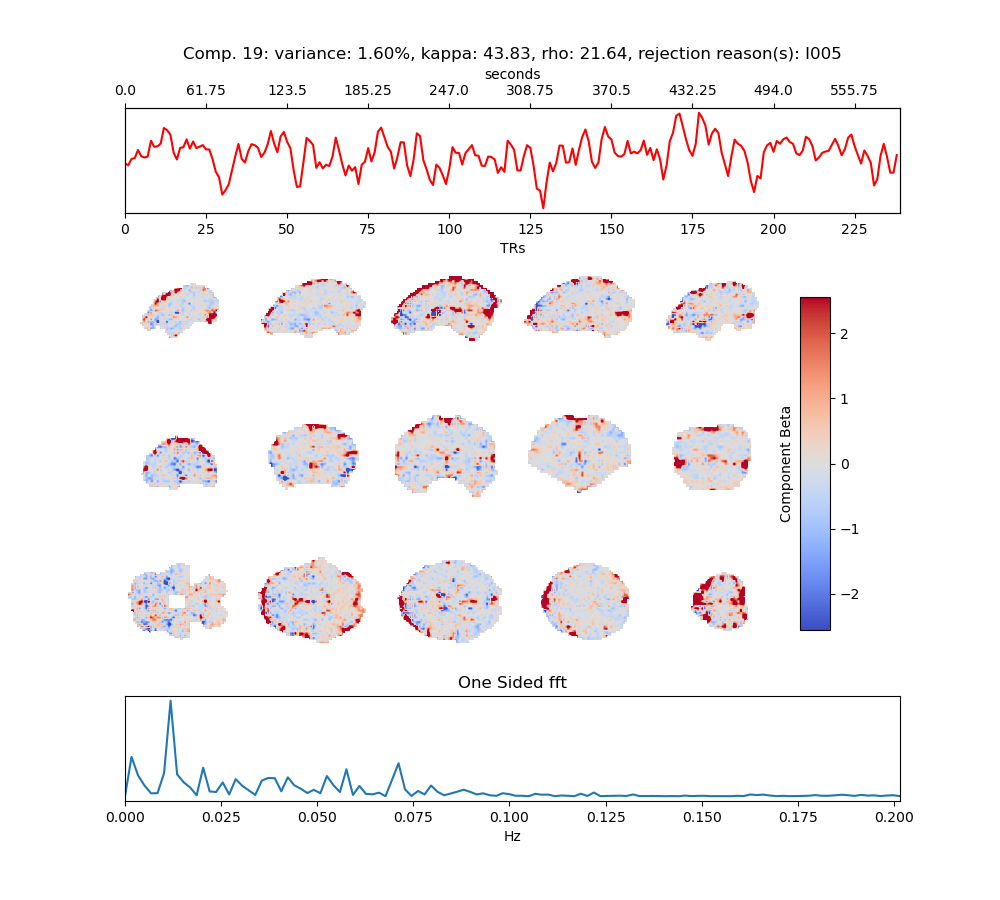 Comp. 19: variance: 1.60%, kappa: 43.83, rho: 21.64, rejection reason(s): I005
seconds
0.0 61.75 123.5 185.25 247.0 308.75 370.5 432.25 494.0 555.75
0 25 50 75 100 125 150 175 200 225
TRs
2
1
0
−1
−2
Component Beta
One Sided fft
0.000 0.025 0.050 0.075 0.100 0.125 0.150 0.175 0.200
Hz